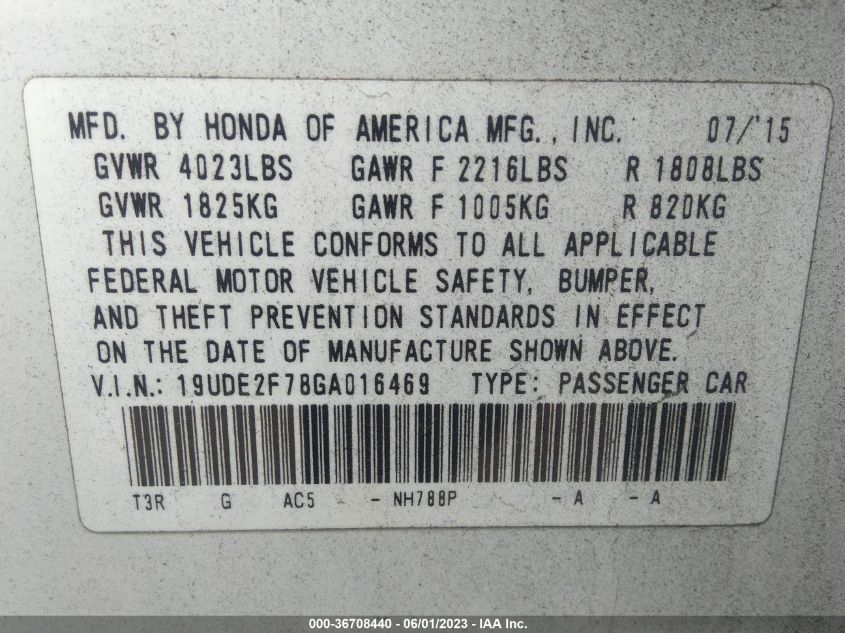 MFD. BY HONDA OF AMERICA MFG., INC. 07/'15
GVWR 4023LBS GAWR F 2216LBS R 1808LBS
GVWR 1825KG GAWR F 1005KG R 820KG
THIS VEHICLE CONFORMS TO ALL APPLICABLE
FEDERAL MOTOR VEHICLE SAFETY, BUMPER,
AND THEFT PREVENTION STANDARDS IN EFFECT
ON THE DATE OF MANUFACTURE SHOWN ABOVE.
V.I.N.: 19UDE2F78GA016469 TYPE: PASSENGER CAR
T3R G AC5 - NH788P - A - A
000-36708440 - 06/01/2023 - IAA Inc.